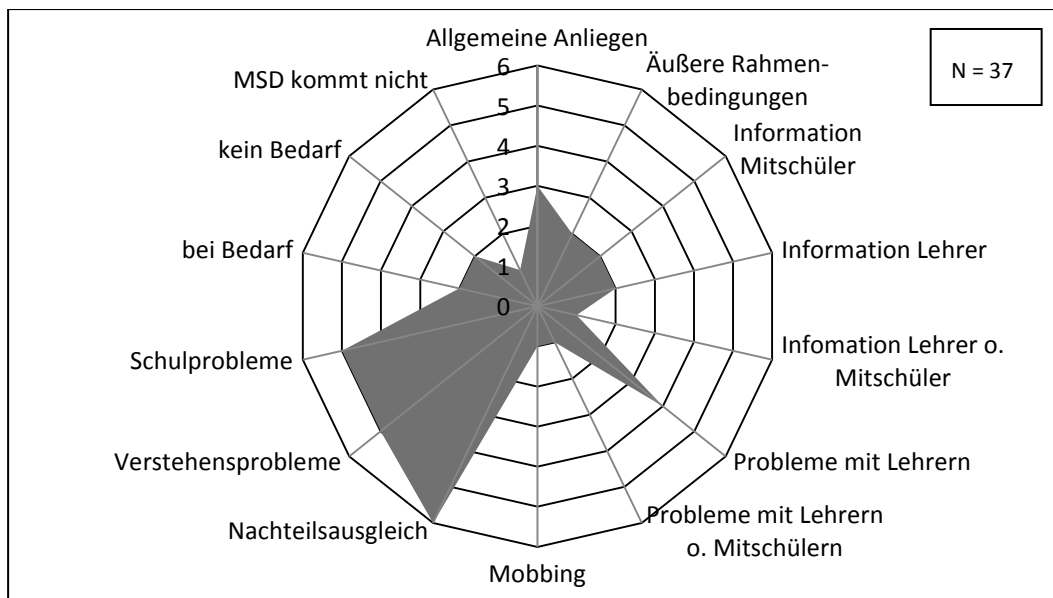 Allgemeine Anliegen
Äußere Rahmen-
bedingungen
Information
Mitschüler
Information Lehrer
Infomation Lehrer o.
Mitschüler
Probleme mit Lehrern
Probleme mit Lehrern
o. Mitschülern
Mobbing
Nachteilsausgleich
Verstehensprobleme
Schulprobleme
bei Bedarf
kein Bedarf
MSD kommt nicht
6
5
4
3
2
1
0
N = 37